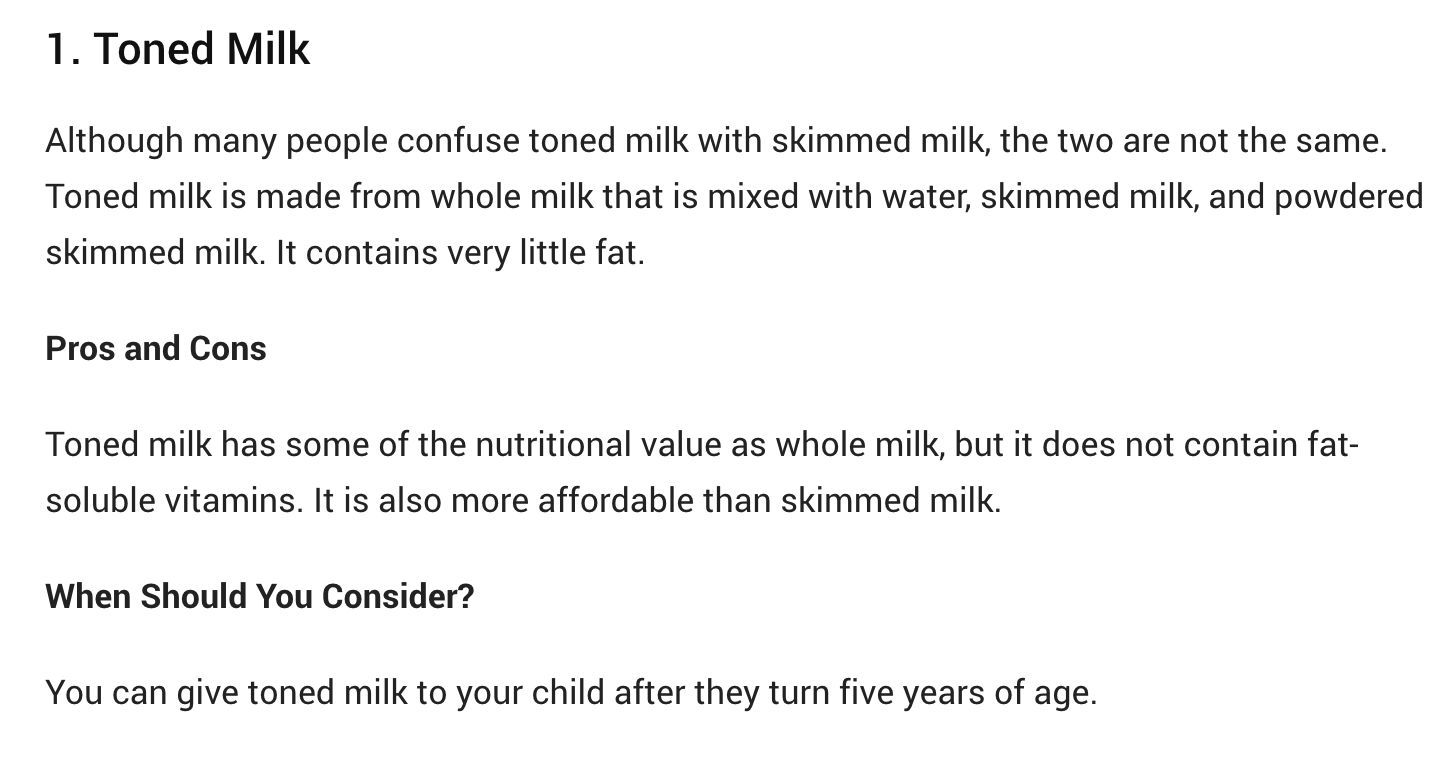 1. Toned Milk
Although many people confuse toned milk with skimmed milk, the two are not the same.
Toned milk is made from whole milk that is mixed with water, skimmed milk, and powdered
skimmed milk. It contains very little fat.
Pros and Cons
Toned milk has some of the nutritional value as whole milk, but it does not contain fat-
soluble vitamins. It is also more affordable than skimmed milk.
When Should You Consider?
You can give toned milk to your child after they turn five years of age.